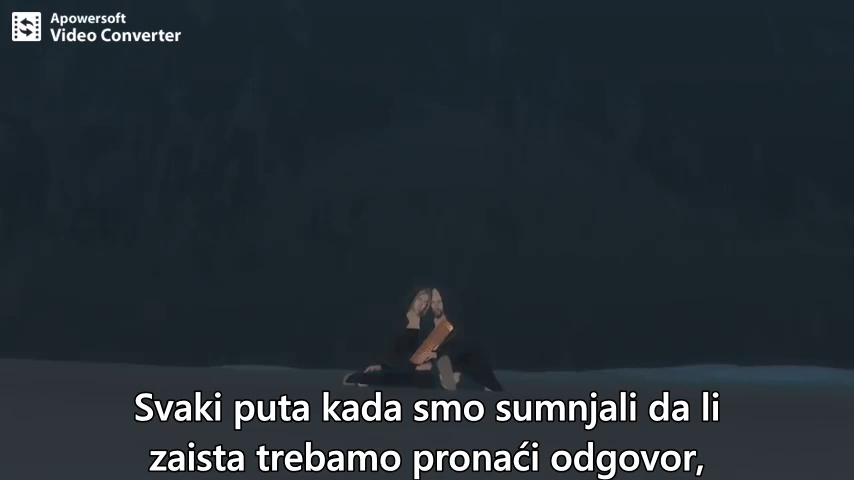 Apowersoft
Video Converter
Svaki puta kada smo sumnjali da li
zaista trebamo pronaći odgovor,